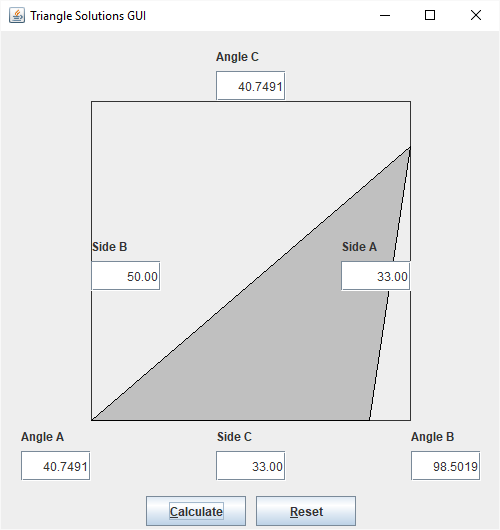 Triangle Solutions GUI
Angle C
40.7491
Side B
Side A
50.00
33.00
Angle A
Side C
Angle B
40.7491
33.00
98.5019
Calculate
Reset